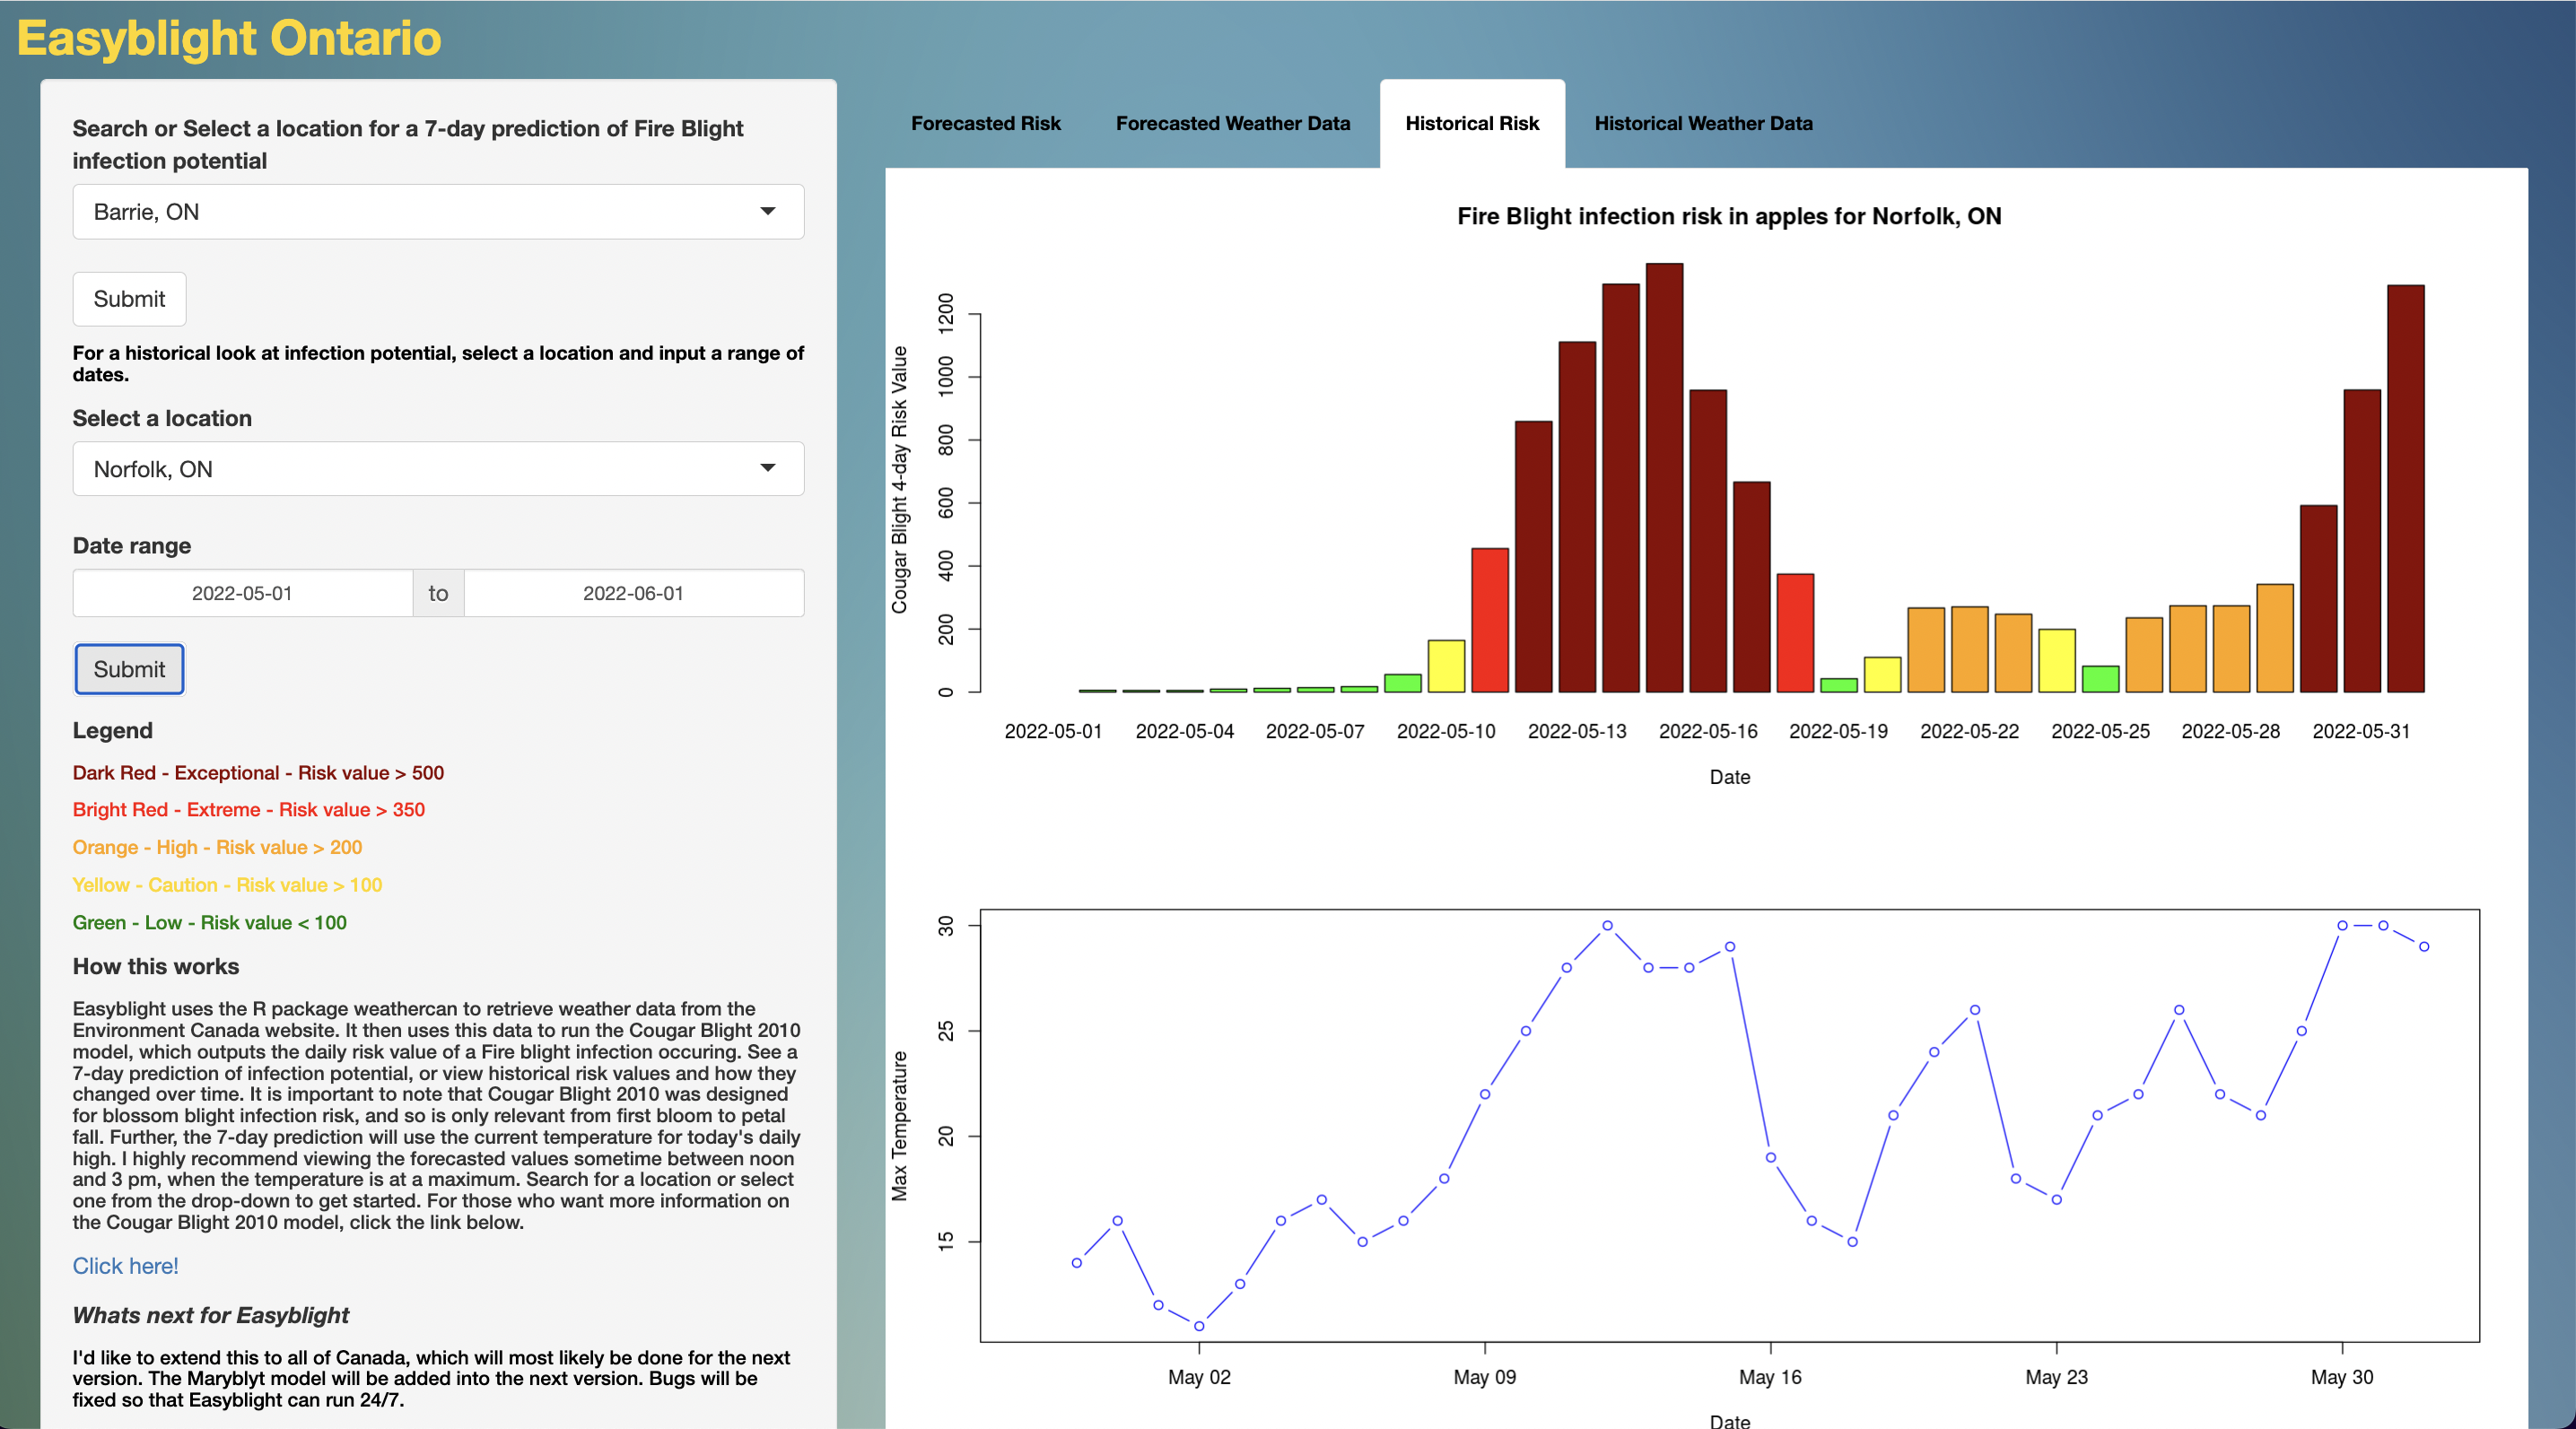 Easyblight Ontario
Search or Select a location for a 7-day prediction of Fire Blight
infection potential
Barrie, ON
Submit
For a historical look at infection potential, select a location and input a range of
dates.
Select a location
Norfolk, ON
Date range
2022-05-01 to 2022-06-01
Submit
Legend
Dark Red - Exceptional - Risk value > 500
Bright Red - Extreme - Risk value > 350
Orange - High - Risk value > 200
Yellow - Caution - Risk value > 100
Green - Low - Risk value < 100
How this works
Easyblight uses the R package weathercan to retrieve weather data from the
Environment Canada website. It then uses this data to run the Cougar Blight 2010
model, which outputs the daily risk value of a Fire blight infection occuring. See a
7-day prediction of infection potential, or view historical risk values and how they
changed over time. It is important to note that Cougar Blight 2010 was designed
for blossom blight infection risk, and so is only relevant from first bloom to petal
fall. Further, the 7-day prediction will use the current temperature for today's daily
high. I highly recommend viewing the forecasted values sometime between noon
and 3 pm, when the temperature is at a maximum. Search for a location or select
one from the drop-down to get started. For those who want more information on
the Cougar Blight 2010 model, click the link below.
Click here!
Whats next for Easyblight
I'd like to extend this to all of Canada, which will most likely be done for the next
version. The Maryblyt model will be added into the next version. Bugs will be
fixed so that Easyblight can run 24/7.
Forecasted Risk Forecasted Weather Data Historical Risk Historical Weather Data
Fire Blight infection risk in apples for Norfolk, ON
Cougar Blight 4-day Risk Value
1200
1000
800
600
400
200
0
2022-05-01 2022-05-04 2022-05-07 2022-05-10 2022-05-13 2022-05-16 2022-05-19 2022-05-22 2022-05-25 2022-05-28 2022-05-31
Date
Max Temperature
30
25
20
15
May 02 May 09 May 16 May 23 May 30
Date